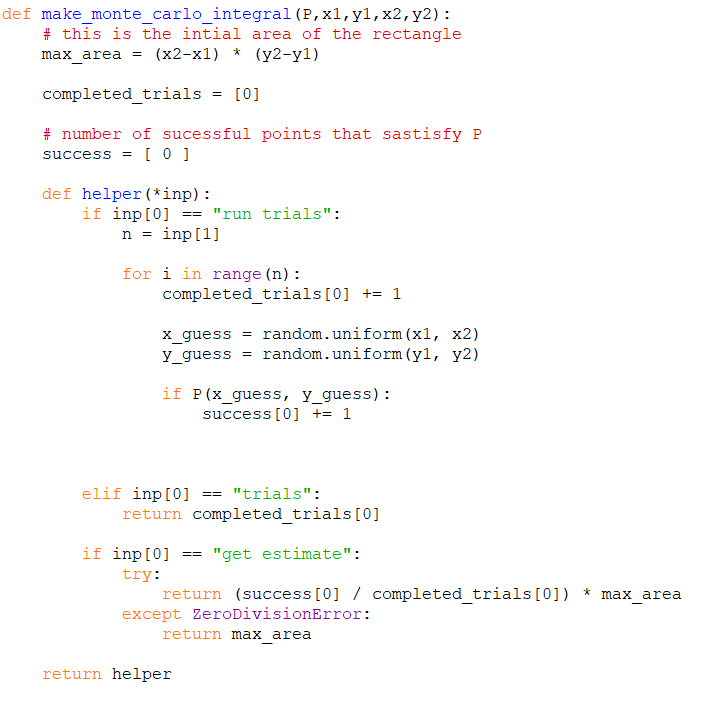 def make_monte_carlo_integral(P,x1,y1,x2,y2):
    # this is the intial area of the rectangle
    max_area = (x2-x1) * (y2-y1)
    completed_trials = [0]
    # number of sucessful points that sastisfy P
    success = [ 0 ]
    def helper(*inp):
        if inp[0] == "run trials":
            n = inp[1]
            for i in range(n):
                completed_trials[0] += 1
                x_guess = random.uniform(x1, x2)
                y_guess = random.uniform(y1, y2)
                if P(x_guess, y_guess):
                    success[0] += 1
        elif inp[0] == "trials":
            return completed_trials[0]
        if inp[0] == "get estimate":
            try:
                return (success[0] / completed_trials[0]) * max_area
            except ZeroDivisionError:
                return max_area
    return helper